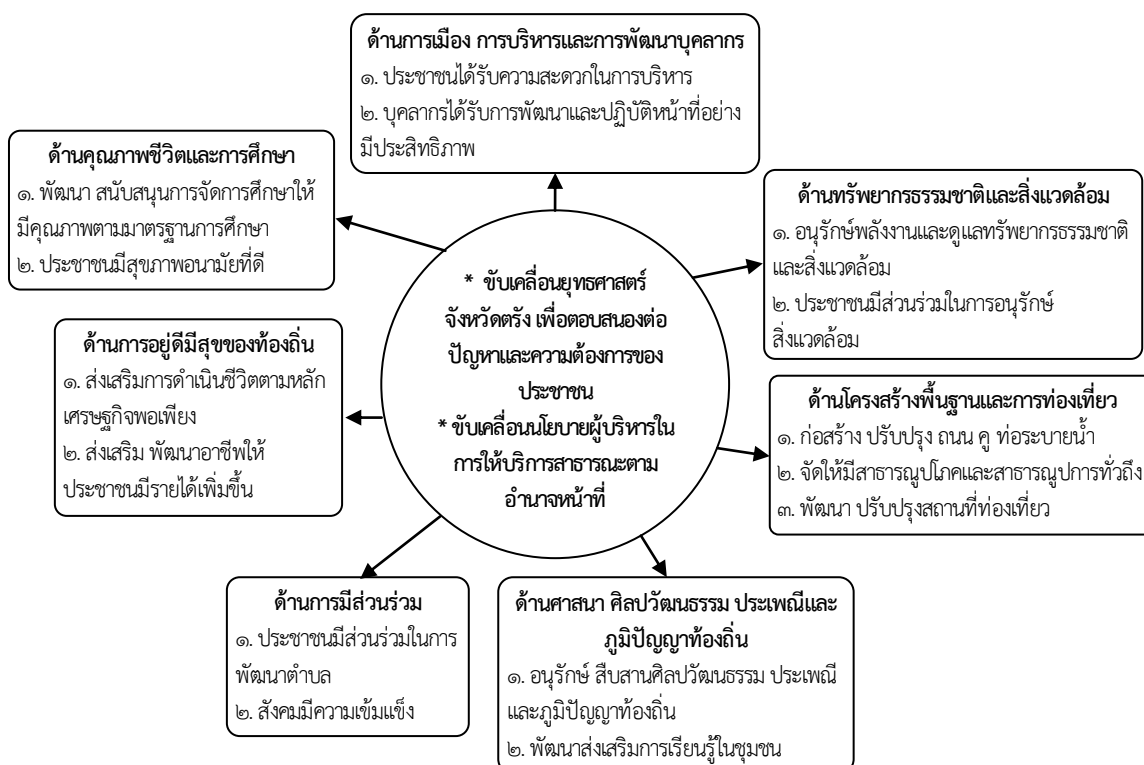 ด้านการเมือง การบริหารและการพัฒนาบุคลากร
๑. ประชาชนได้รับความสะดวกในการบริหาร
๒. บุคลากรได้รับการพัฒนาและปฏิบัติหน้าที่อย่าง
มีประสิทธิภาพ
ด้านคุณภาพชีวิตและการศึกษา
๑. พัฒนา สนับสนุนการจัดการศึกษาให้
มีคุณภาพตามมาตรฐานการศึกษา
๒. ประชาชนมีสุขภาพอนามัยที่ดี
ด้านทรัพยากรธรรมชาติและสิ่งแวดล้อม
๑. อนุรักษ์พลังงานและดูแลทรัพยากรธรรมชาติ
และสิ่งแวดล้อม
๒. ประชาชนมีส่วนร่วมในการอนุรักษ์
สิ่งแวดล้อม
* ขับเคลื่อนยุทธศาสตร์
จังหวัดตรัง เพื่อตอบสนองต่อ
ปัญหาและความต้องการของ
ประชาชน
* ขับเคลื่อนนโยบายผู้บริหารใน
การให้บริการสาธารณะตาม
อำนาจหน้าที่
ด้านการอยู่ดีมีสุขของท้องถิ่น
๑. ส่งเสริมการดำเนินชีวิตตามหลัก
เศรษฐกิจพอเพียง
๒. ส่งเสริม พัฒนาอาชีพให้
ประชาชนมีรายได้เพิ่มขึ้น
ด้านโครงสร้างพื้นฐานและการท่องเที่ยว
๑. ก่อสร้าง ปรับปรุง ถนน คู ท่อระบายน้ำ
๒. จัดให้มีสาธารณูปโภคและสาธารณูปการทั่วถึง
๓. พัฒนา ปรับปรุงสถานที่ท่องเที่ยว
ด้านการมีส่วนร่วม
๑. ประชาชนมีส่วนร่วมในการ
พัฒนาตำบล
๒. สังคมมีความเข้มแข็ง
ด้านศาสนา ศิลปวัฒนธรรม ประเพณีและ
ภูมิปัญญาท้องถิ่น
๑. อนุรักษ์ สืบสานศิลปวัฒนธรรม ประเพณี
และภูมิปัญญาท้องถิ่น
๒. พัฒนาส่งเสริมการเรียนรู้ในชุมชน